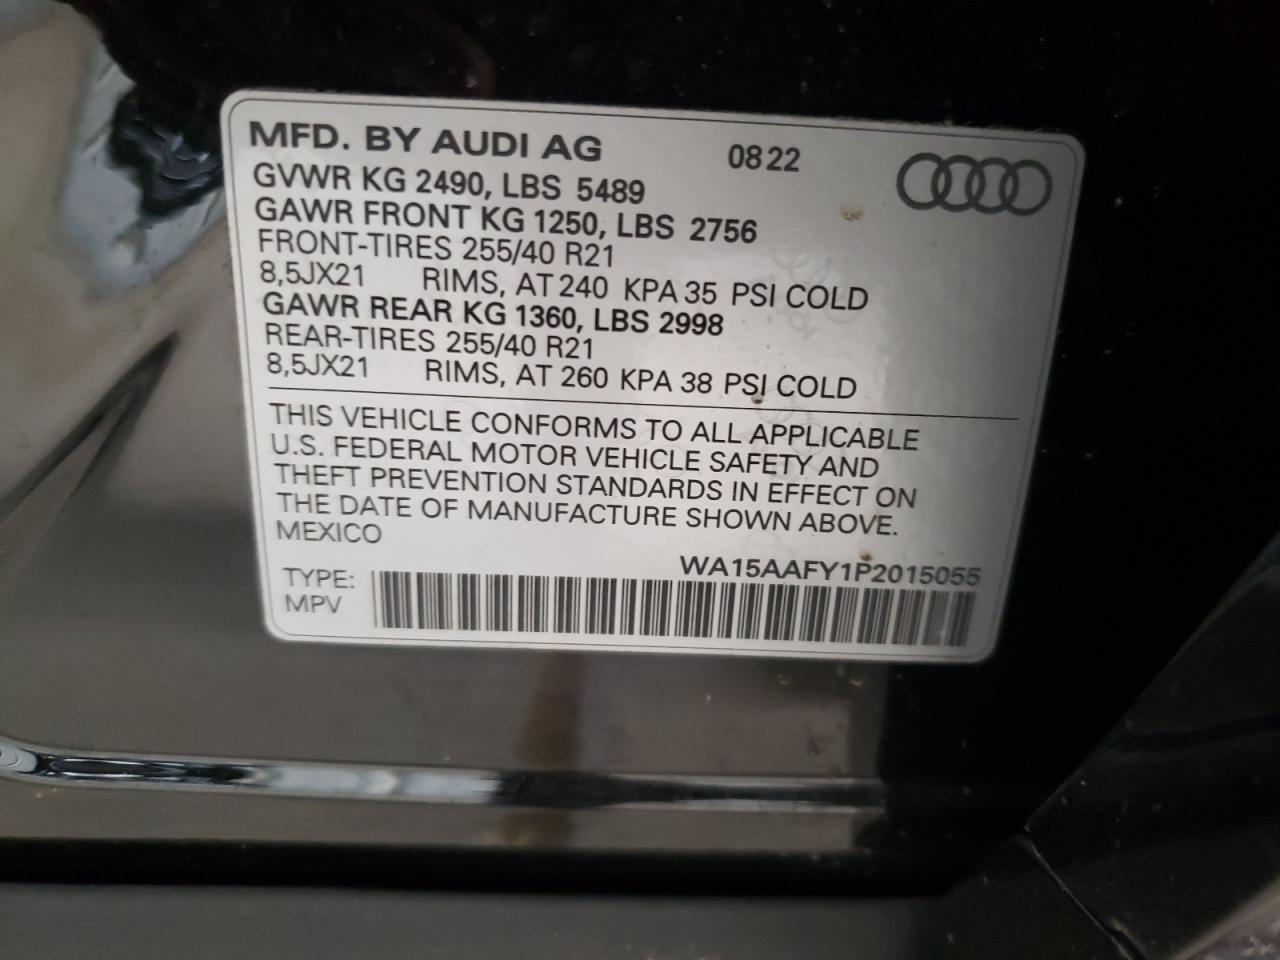 MFD. BY AUDI AG 08 22
GVWR KG 2490, LBS 5489
GAWR FRONT KG 1250, LBS 2756
FRONT-TIRES 255/40 R21
8,5JX21 RIMS, AT 240 KPA 35 PSI COLD
GAWR REAR KG 1360, LBS 2998
REAR-TIRES 255/40 R21
8,5JX21 RIMS, AT 260 KPA 38 PSI COLD
THIS VEHICLE CONFORMS TO ALL APPLICABLE
U.S. FEDERAL MOTOR VEHICLE SAFETY AND
THEFT PREVENTION STANDARDS IN EFFECT ON
THE DATE OF MANUFACTURE SHOWN ABOVE.
MEXICO
WA15AAFY1P2015055
TYPE:
MPV